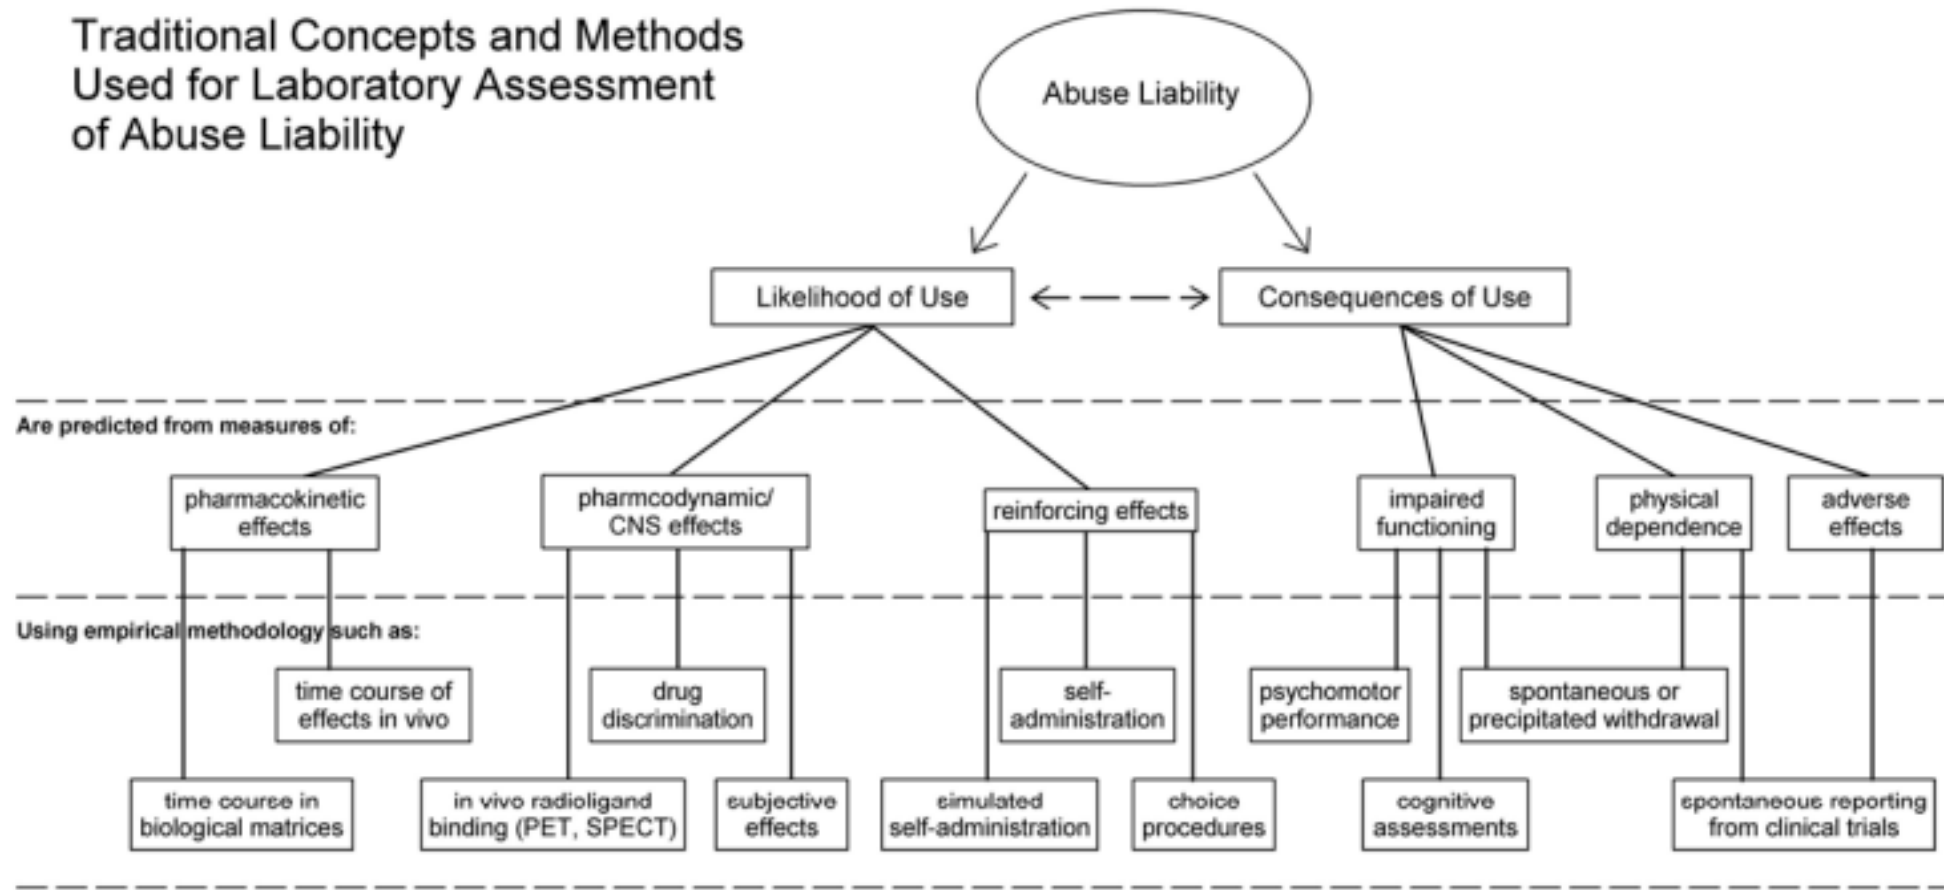 Traditional Concepts and Methods
Used for Laboratory Assessment
of Abuse Liability
Abuse Liability
Likelihood of Use
Consequences of Use
Are predicted from measures of:
pharmacokinetic
effects
pharmcodynamic/
CNS effects
reinforcing effects
impaired
functioning
physical
dependence
adverse
effects
Using empirical methodology such as:
time course of
effects in vivo
drug
discrimination
self-
administration
psychomotor
performance
spontaneous or
precipitated withdrawal
time course in
biological matrices
in vivo radioligand
binding (PET, SPECT)
subjective
effects
simulated
self-administration
choice
procedures
cognitive
assessments
spontaneous reporting
from clinical trials